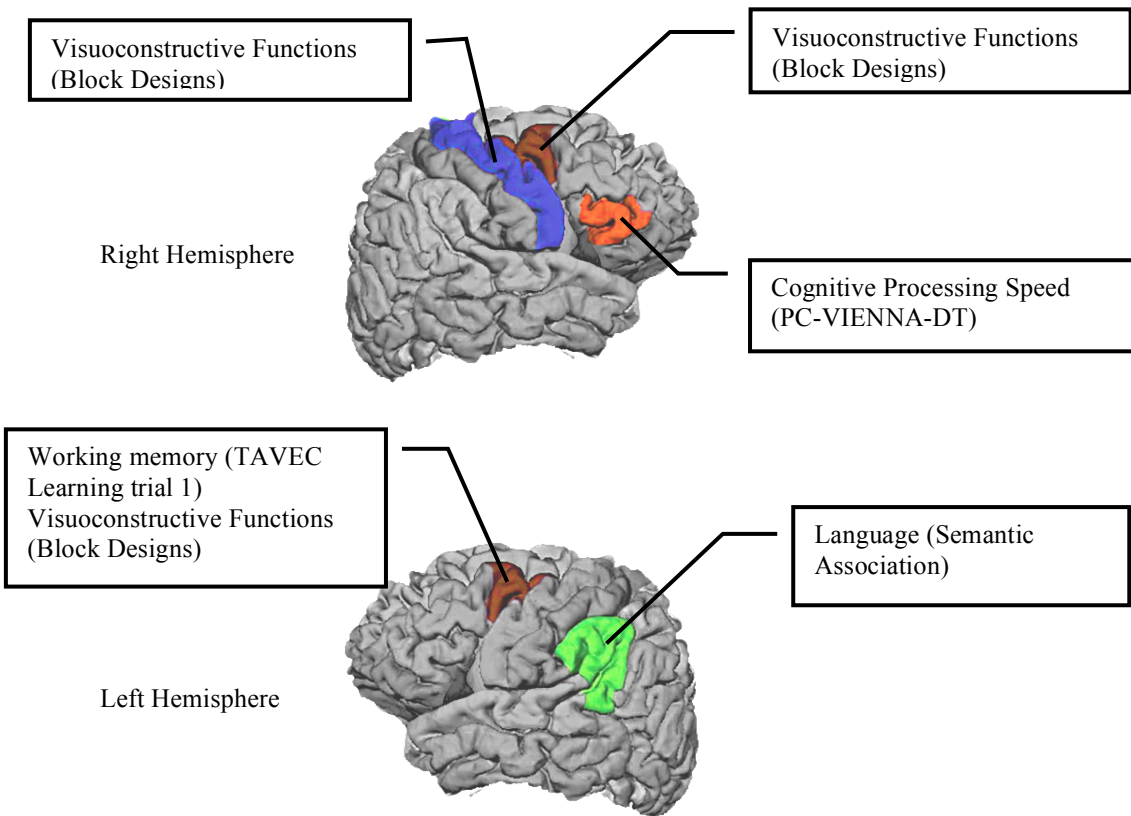 Visuoconstructive Functions
(Block Designs)
Visuoconstructive Functions
(Block Designs)
Right Hemisphere
Cognitive Processing Speed
(PC-VIENNA-DT)
Working memory (TAVEC
Learning trial 1)
Visuoconstructive Functions
(Block Designs)
Language (Semantic
Association)
Left Hemisphere